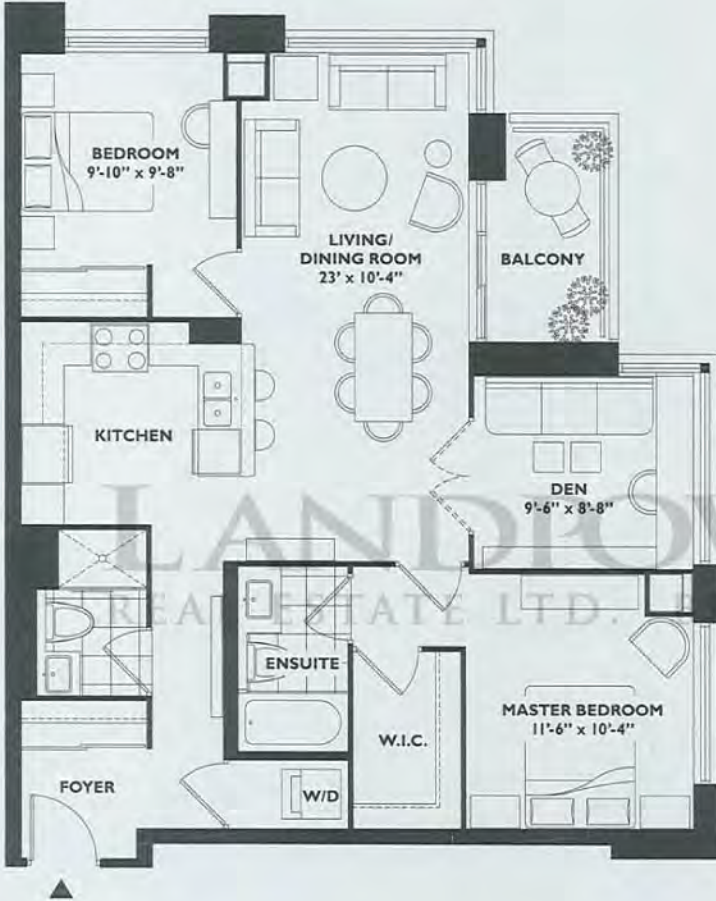 BEDROOM
9'-10" x 9'-8"
LIVING/
DINING ROOM
23' x 10'-4"
BALCONY
KITCHEN
DEN
9'-6" x 8'-8"
LANDPOW
REAL ESTATE LTD.
ENSUITE
MASTER BEDROOM
11'-6" x 10'-4"
W.I.C.
FOYER
W/D